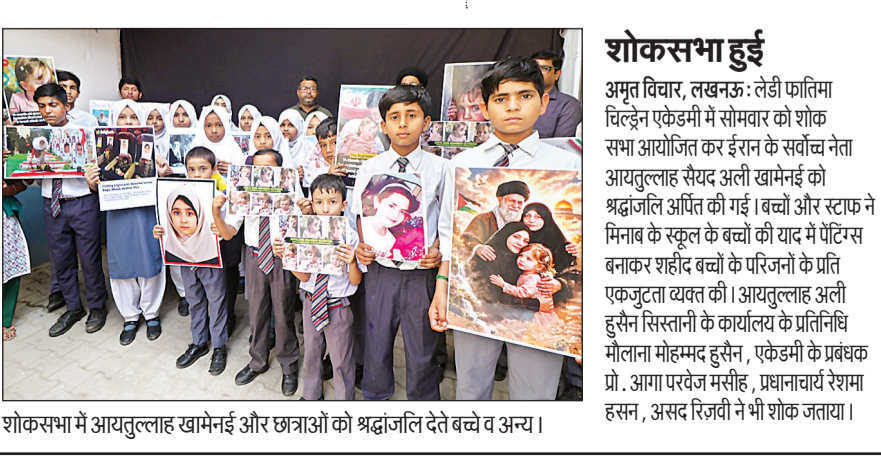 शोकसभा हुई
अमृत विचार, लखनऊ : लेडी फातिमा
चिल्ड्रेन एकेडमी में सोमवार को शोक
सभा आयोजित कर ईरान के सर्वोच्च नेता
आयतुल्लाह सैयद अली खामेनई को
श्रद्धांजलि अर्पित की गई । बच्चों और स्टाफ ने
मिनाब के स्कूल के बच्चों की याद में पेंटिंग्स
बनाकर शहीद बच्चों के परिजनों के प्रति
एकजुटता व्यक्त की । आयतुल्लाह अली
हुसैन सिस्तानी के कार्यालय के प्रतिनिधि
मौलाना मोहम्मद हुसैन , एकेडमी के प्रबंधक
प्रो . आगा परवेज मसीह , प्रधानाचार्य रेशमा
हसन , असद रिज़वी ने भी शोक जताया ।
शोकसभा में आयतुल्लाह खामेनई और छात्राओं को श्रद्धांजलि देते बच्चे व अन्य ।